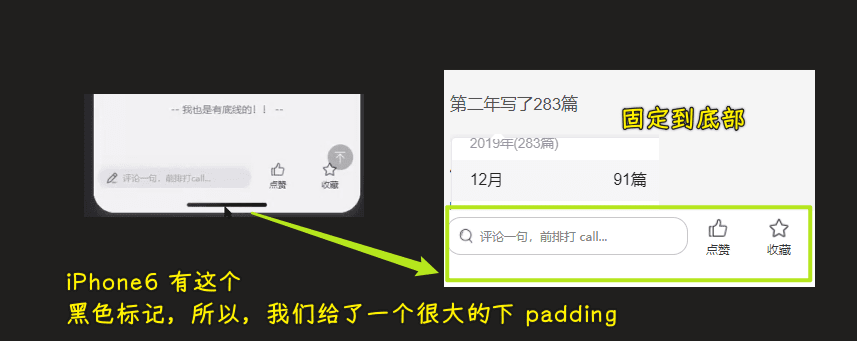 -- 我也是有底线的！！ --
评论一句，前排打call...
点赞
收藏
第二年写了283篇
固定到底部
2019年(283篇)
12月 91篇
评论一句，前排打 call...
点赞
收藏
iPhone6 有这个
黑色标记，所以，我们给了一个很大的下 padding